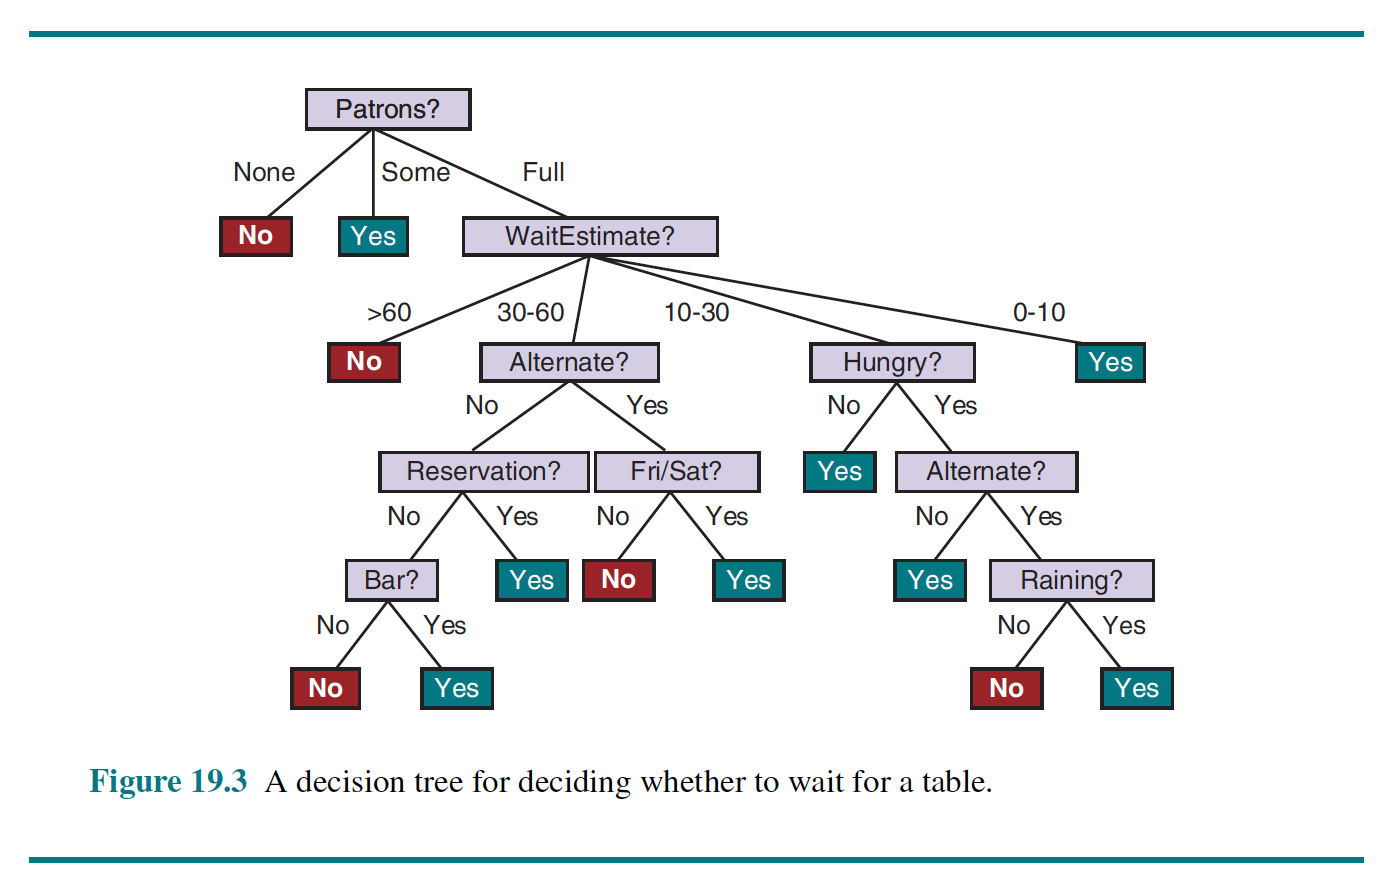 Patrons?
None Some Full
No Yes WaitEstimate?
>60 30-60 10-30 0-10
No Alternate? Hungry? Yes
No Yes No Yes
Reservation? Fri/Sat? Yes Alternate?
No Yes No Yes No Yes
Bar? Yes No Yes Yes Raining?
No Yes No Yes
No Yes No Yes
Figure 19.3 A decision tree for deciding whether to wait for a table.